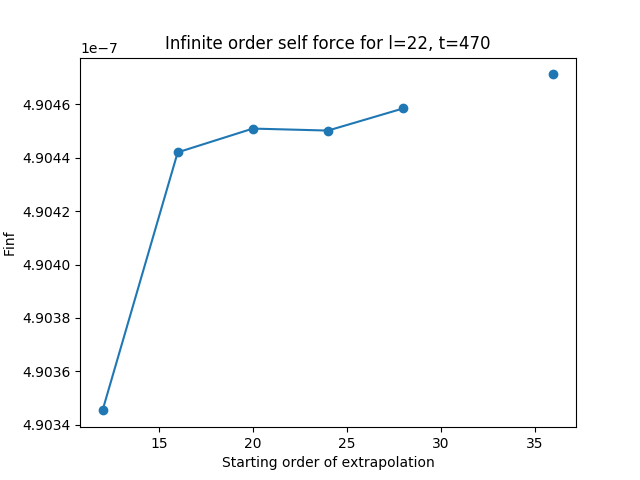 Infinite order self force for l=22, t=470
1e−7
4.9046
4.9044
4.9042
4.9040
4.9038
4.9036
4.9034
Finf
15 20 25 30 35
Starting order of extrapolation